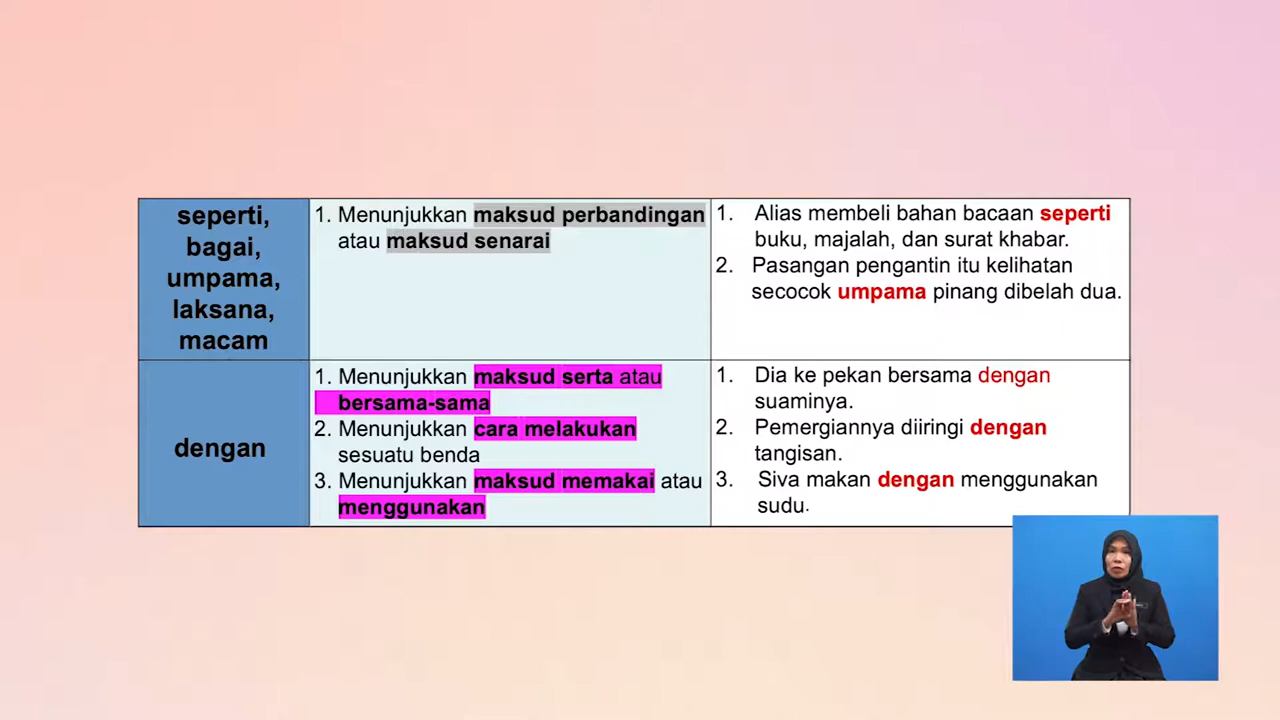 seperti,
bagai,
umpama,
laksana,
macam
1. Menunjukkan maksud perbandingan
atau maksud senarai
1. Alias membeli bahan bacaan seperti
buku, majalah, dan surat khabar.
2. Pasangan pengantin itu kelihatan
secocok umpama pinang dibelah dua.
dengan
1. Menunjukkan maksud serta atau
bersama-sama
2. Menunjukkan cara melakukan
sesuatu benda
3. Menunjukkan maksud memakai atau
menggunakan
1. Dia ke pekan bersama dengan
suaminya.
2. Pemergiannya diiringi dengan
tangisan.
3. Siva makan dengan menggunakan
sudu.